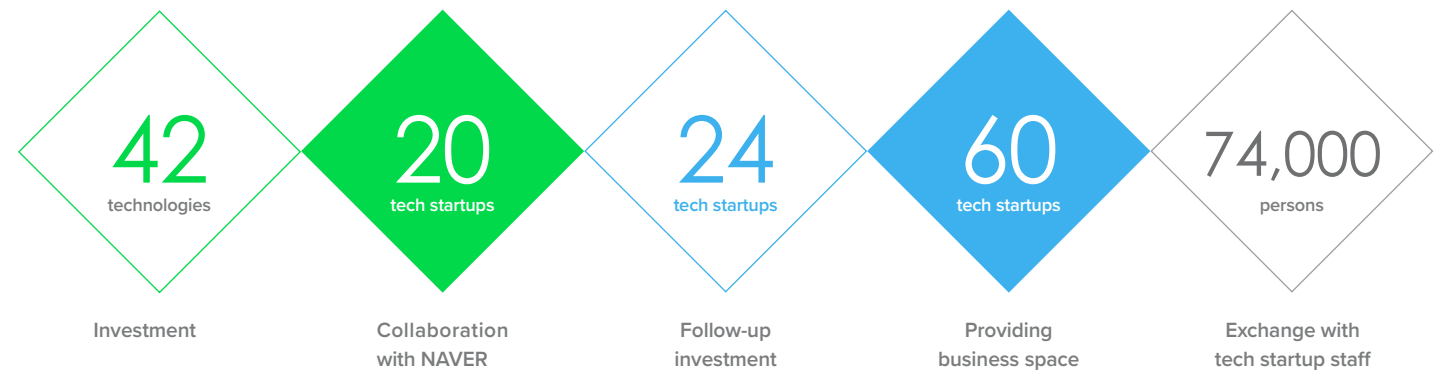 42
technologies
Investment
20
tech startups
Collaboration
with NAVER
24
tech startups
Follow-up
investment
60
tech startups
Providing
business space
74,000
persons
Exchange with
tech startup staff